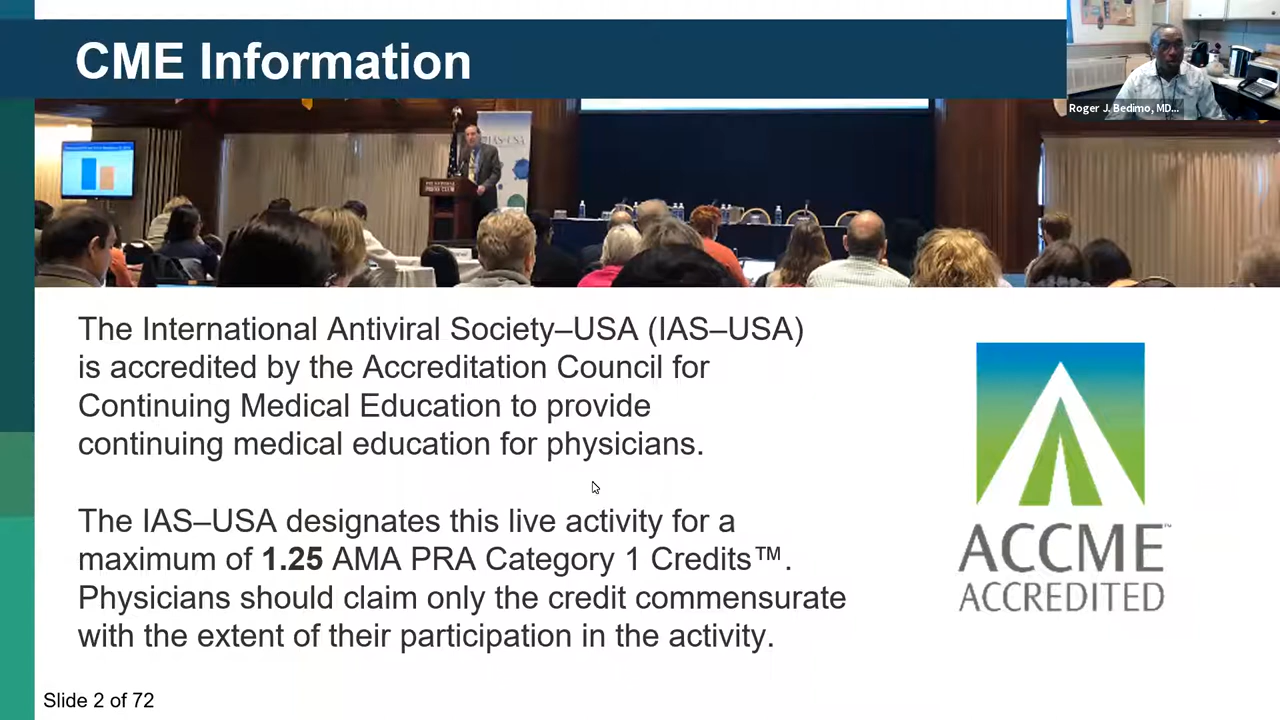 CME Information
Roger J. Bedimo, MD...
The International Antiviral Society–USA (IAS–USA)
is accredited by the Accreditation Council for
Continuing Medical Education to provide
continuing medical education for physicians.
The IAS–USA designates this live activity for a
maximum of 1.25 AMA PRA Category 1 Credits™.
Physicians should claim only the credit commensurate
with the extent of their participation in the activity.
ACCME™
ACCREDITED
Slide 2 of 72